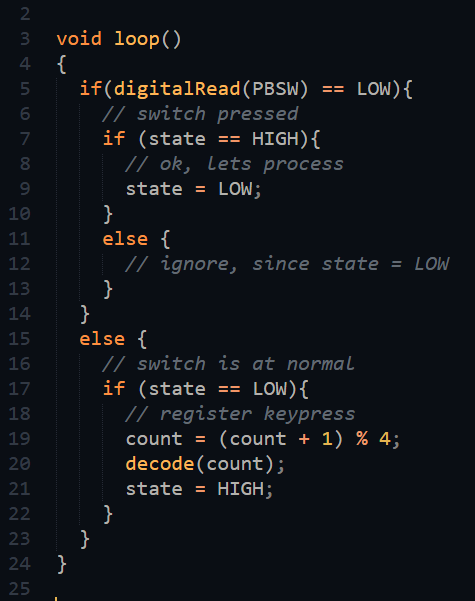 2
3 void loop()
4 {
5   if(digitalRead(PBSW) == LOW){
6     // switch pressed
7     if (state == HIGH){
8       // ok, lets process
9       state = LOW;
10     }
11     else {
12       // ignore, since state = LOW
13     }
14   }
15   else {
16     // switch is at normal
17     if (state == LOW){
18       // register keypress
19       count = (count + 1) % 4;
20       decode(count);
21       state = HIGH;
22     }
23   }
24 }
25